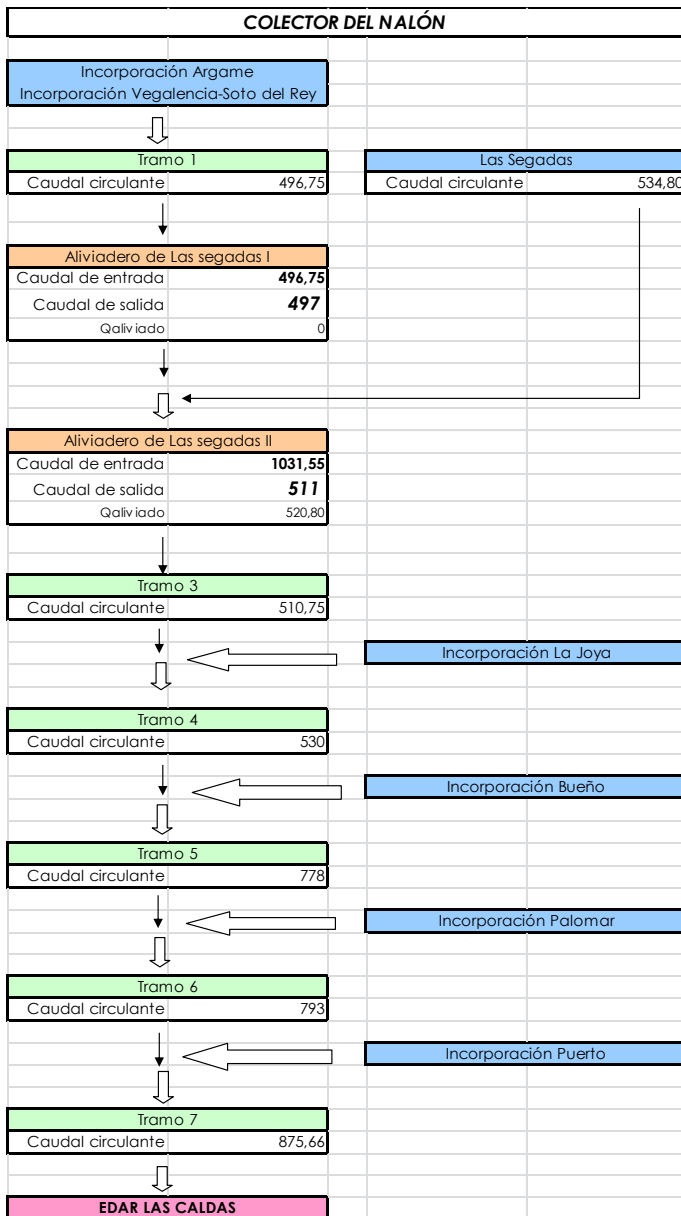 COLECTOR DEL NALÓN
Incorporación Argame
Incorporación Vegalencia-Soto del Rey
Tramo 1
Caudal circulante 496,75
Las Segadas
Caudal circulante 534,80
Aliviadero de Las segadas I
Caudal de entrada 496,75
Caudal de salida 497
Qaliviado 0
Aliviadero de Las segadas II
Caudal de entrada 1031,55
Caudal de salida 511
Qaliviado 520,80
Tramo 3
Caudal circulante 510,75
Incorporación La Joya
Tramo 4
Caudal circulante 530
Incorporación Bueño
Tramo 5
Caudal circulante 778
Incorporación Palomar
Tramo 6
Caudal circulante 793
Incorporación Puerto
Tramo 7
Caudal circulante 875,66
EDAR LAS CALDAS